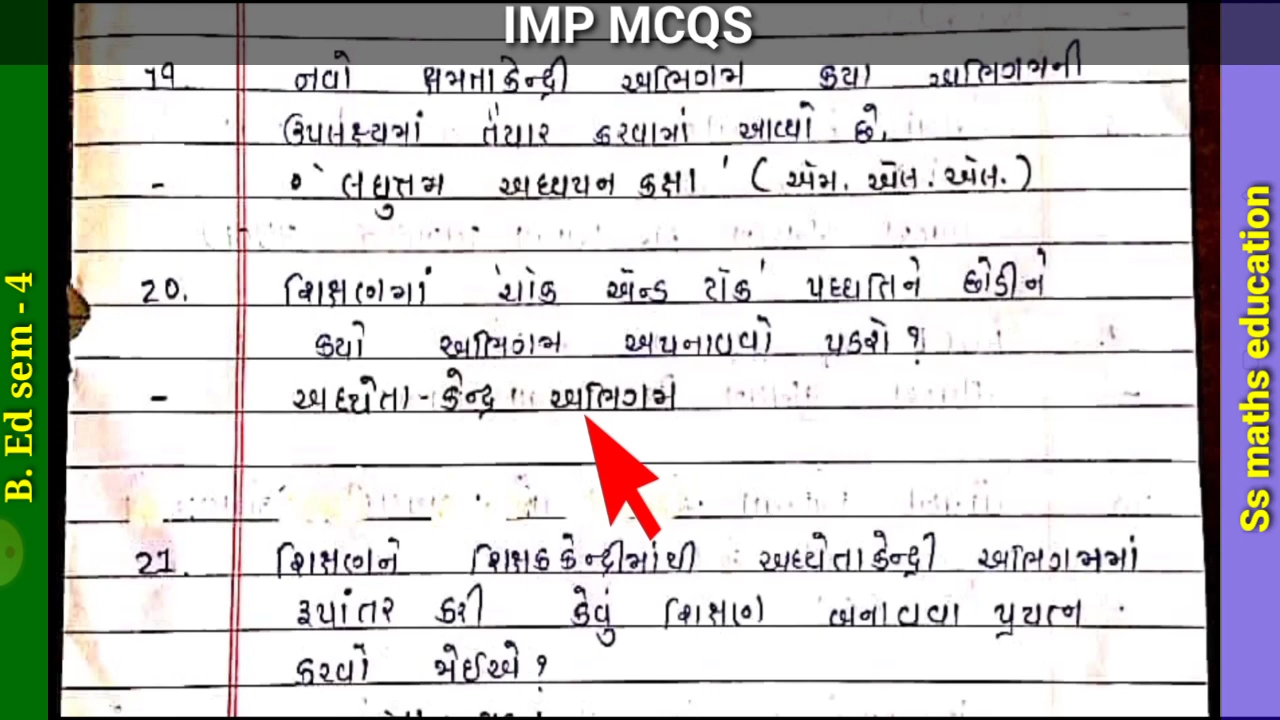 IMP MCQS
19. નવો ક્ષમતાકેન્દ્રી અભિગમ કયા અભિગમની
ઉપલક્ષ્યમાં તૈયાર કરવામાં આવ્યો છે.
- 'લઘુત્તમ અધ્યયન કક્ષા' (એમ. એલ. એલ.)
20. શિક્ષણમાં 'ચોક એન્ડ ટોક' પધ્ધતિને છોડીને
કયો અભિગમ અપનાવવો પડશે?
- અધ્યેતા-કેન્દ્ર અભિગમ
21. શિક્ષણને શિક્ષકકેન્દ્રીમાંથી અધ્યેતાકેન્દ્રી અભિગમમાં
રૂપાંતર કરી કેવું શિક્ષણ બનાવવા પ્રયત્ન
કરવો જોઈએ?
B. Ed sem - 4
Ss maths education